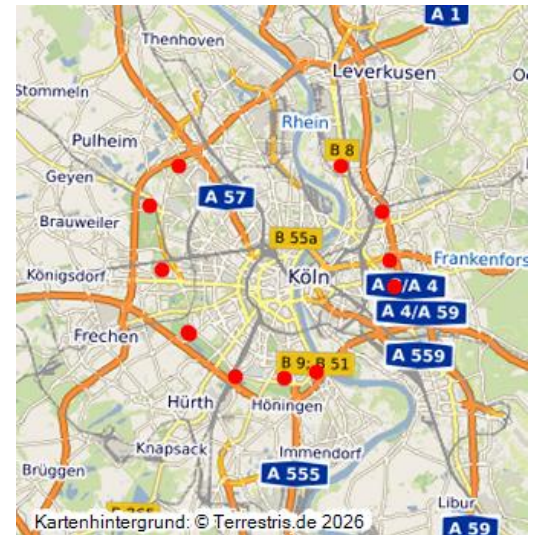 A 1
Thenhoven
Leverkusen
Stommeln
Rhein
Pulheim
B 8
Geyen
A 57
Brauweiler
B 55a
Königsdorf
Köln
Frankenfors
A 4
A 4/A 59
Frechen
A 559
B 9; B 51
Hürth
Höningen
Knapsack
Immendorf
Brüggen
A 555
Libur
Kartenhintergrund: © Terrestris.de 2026
A 59